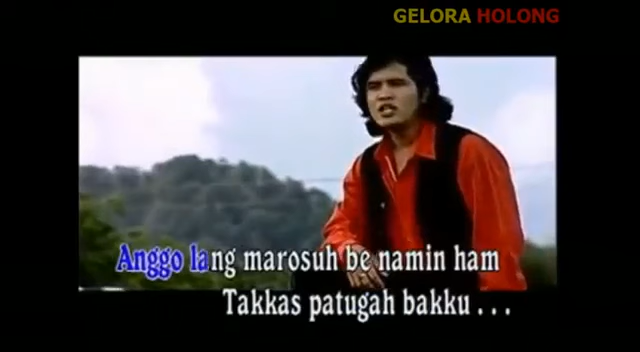 GELORA HOLONG
Anggo lang marosuh be namin ham
Takkas patugah bakku . . .